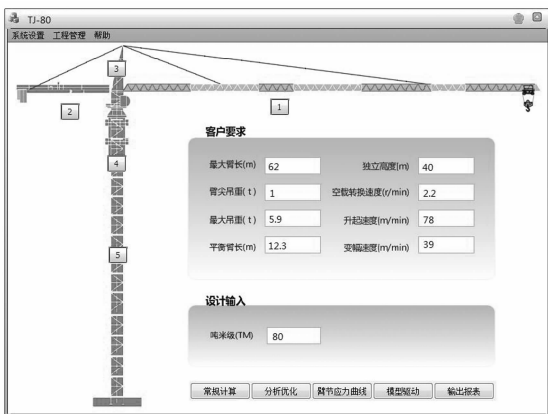 TJ-80
系统设置 工程管理 帮助
3
2
1
客户要求
最大臂长(m) 62 独立高度(m) 40
4
臂尖吊重(t) 1 空载转换速度(r/min) 2.2
最大吊重(t) 5.9 升起速度(m/min) 78
平衡臂长(m) 12.3 变幅速度(m/min) 39
5
设计输入
吨米级(TM) 80
常规计算 分析优化 臂节应力曲线 模型驱动 输出报表